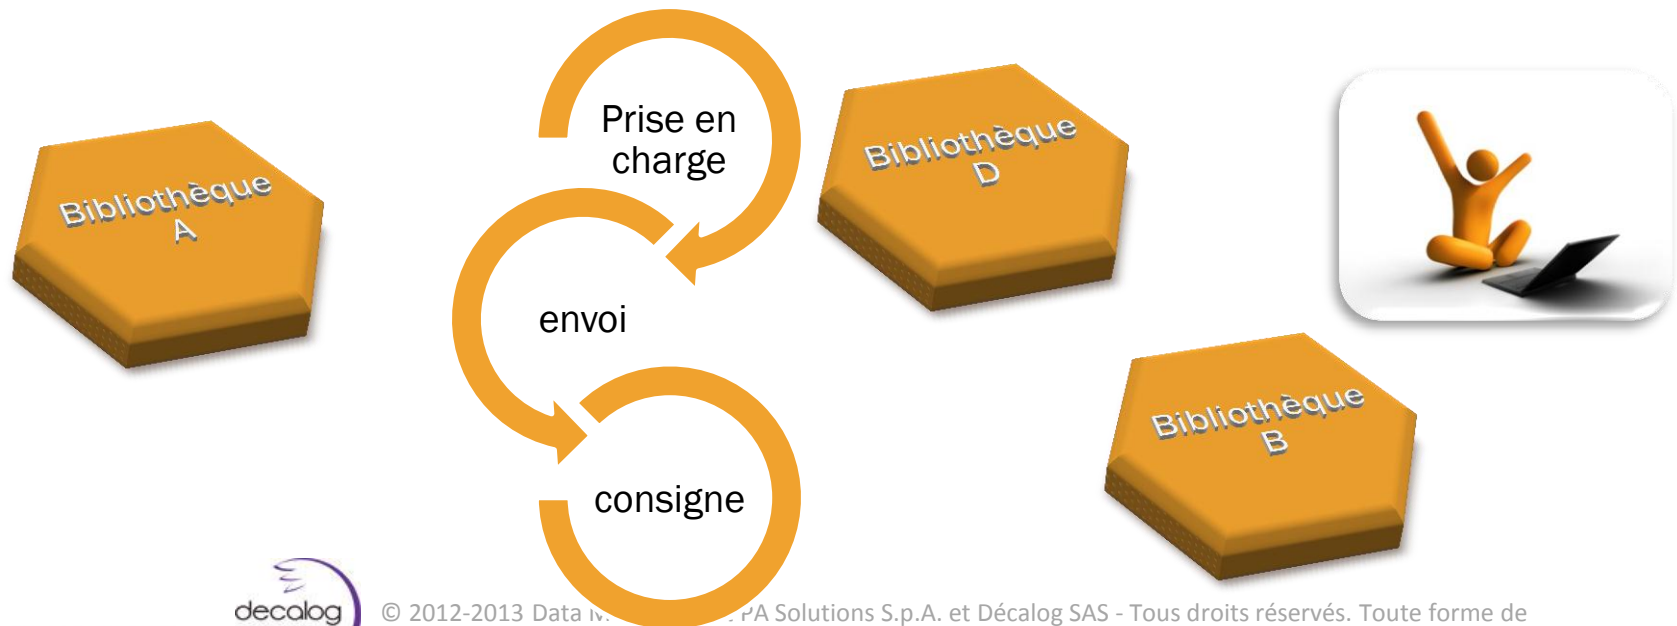 Prise en
charge
Bibliothèque
D
Bibliothèque
A
envoi
Bibliothèque
B
consigne
decalog
© 2012-2013 Data PA Solutions S.p.A. et Décalog SAS - Tous droits réservés. Toute forme de